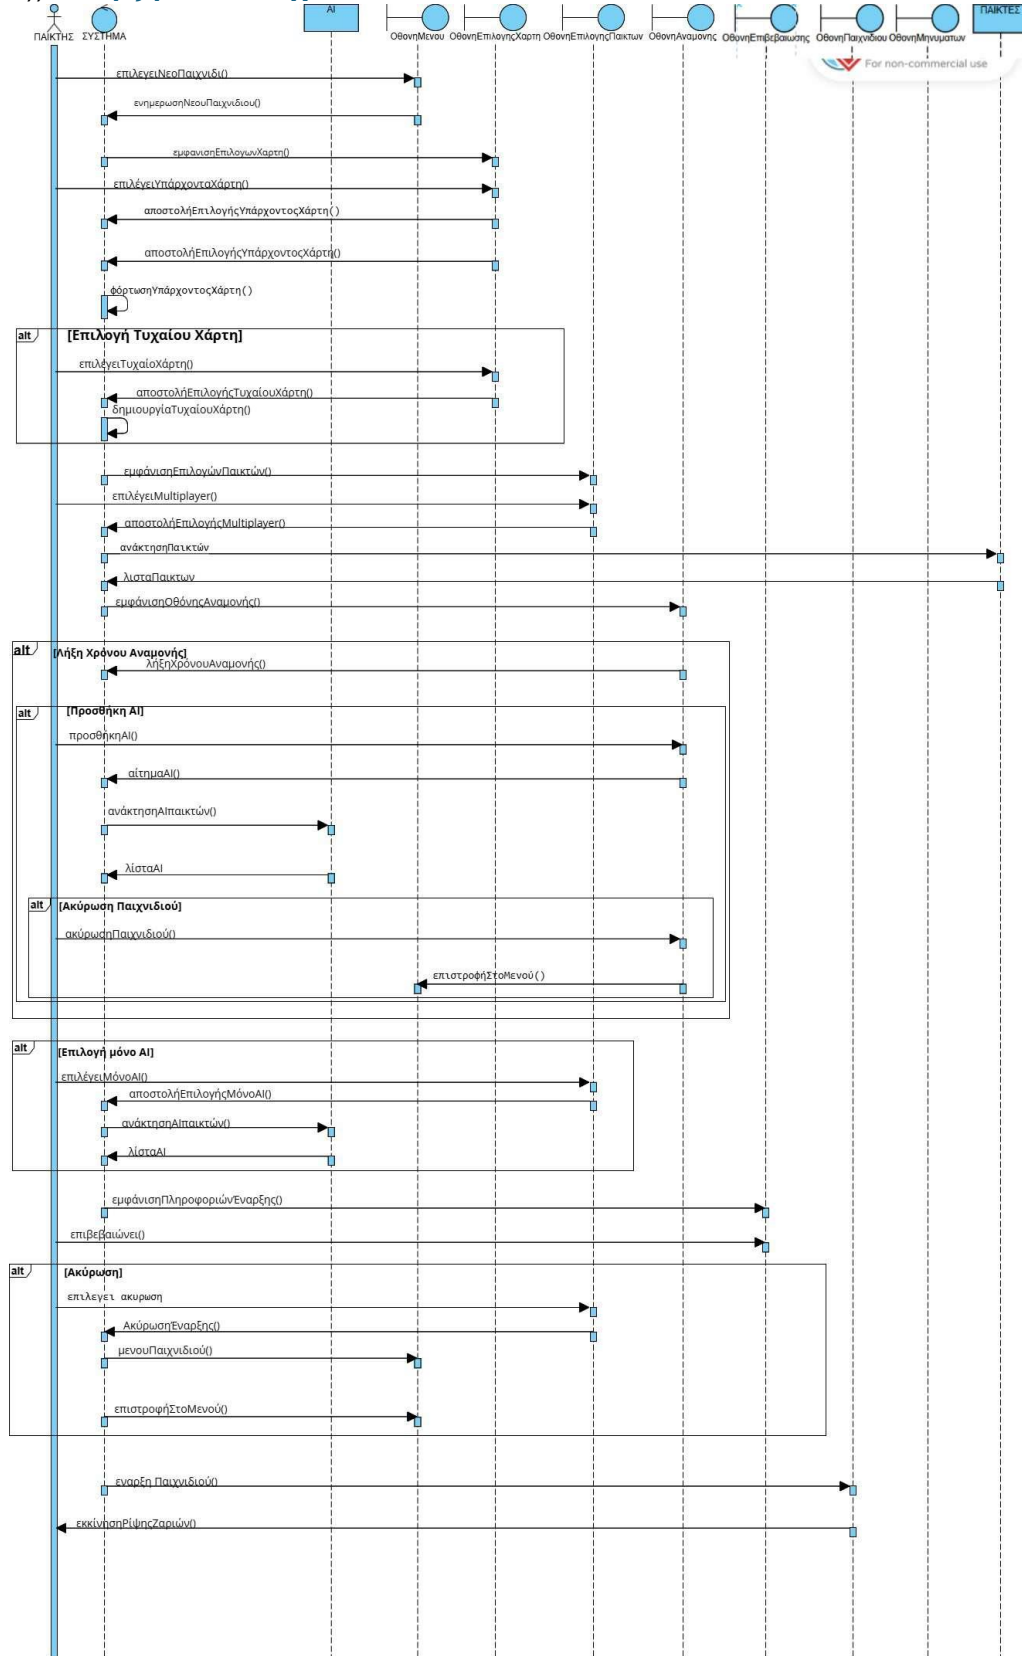 ΠΑΙΚΤΗΣ ΣΥΣΤΗΜΑ AI ΟθονηΜενου ΟθονηΕπιλογηςΧαρτη ΟθονηΕπιλογηςΠαικτων ΟθονηΑναμονης ΟθονηΕπιβεβαιωσης ΟθονηΠαιχνιδιου ΟθονηΜηνυματων ΠΑΙΚΤΕΣ
For non-commercial use
επιλεγειΝεοΠαιχνιδι()
ενημερωσηΝεουΠαιχνιδιου()
εμφανισηΕπιλογωνΧαρτη()
επιλέγειΥπάρχονταΧάρτη()
αποστολήΕπιλογήςΥπάρχοντοςΧάρτη()
αποστολήΕπιλογήςΥπάρχοντοςΧάρτη()
φόρτωσηΥπάρχοντοςΧάρτη()
alt [Επιλογή Τυχαίου Χάρτη]
επιλέγειΤυχαίοΧάρτη()
αποστολήΕπιλογήςΤυχαίουΧάρτη()
δημιουργίαΤυχαίουΧάρτη()
εμφάνισηΕπιλογώνΠαικτών()
επιλέγειMultiplayer()
αποστολήΕπιλογήςMultiplayer()
ανάκτησηΠαικτών
λισταΠαικτων
εμφάνισηΟθόνηςΑναμονής()
alt [Λήξη Χρόνου Αναμονής]
λήξηΧρόνουΑναμονής()
alt [Προσθήκη AI]
προσθήκηAI()
αίτημαAI()
ανάκτησηAIπαικτών()
λίσταAI
alt [Ακύρωση Παιχνιδιού]
ακύρωσηΠαιχνιδιού()
επιστροφήΣτοΜενού()
alt [Επιλογή μόνο AI]
επιλέγειΜόνοAI()
αποστολήΕπιλογήςΜόνοAI()
ανάκτησηAIπαικτών()
λίσταAI
εμφάνισηΠληροφοριώνΈναρξης()
επιβεβαιώνει()
alt [Ακύρωση]
επιλεγει ακυρωση
ΑκύρωσηΈναρξης()
μενουΠαιχνιδιού()
επιστροφήΣτοΜενού()
εναρξη Παιχνιδιού()
εκκίνησηΡίψηςΖαριών()